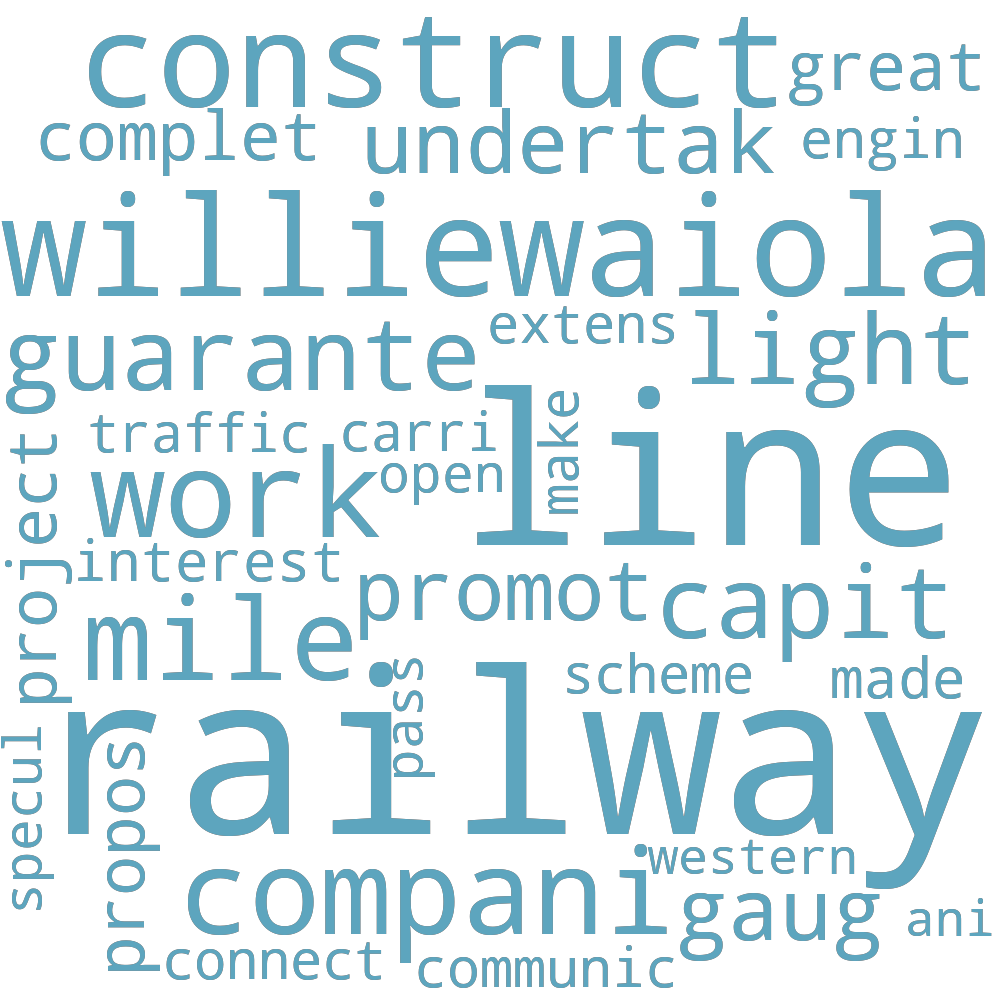 construct
great
complet
undertak
engin
williewaiola
guarante
extens
light
traffic
carri
make
line
project
work
open
interest
promot
capit
mile
pass
scheme
made
railway
specul
propos
compani
western
gaug
ani
connect
communic